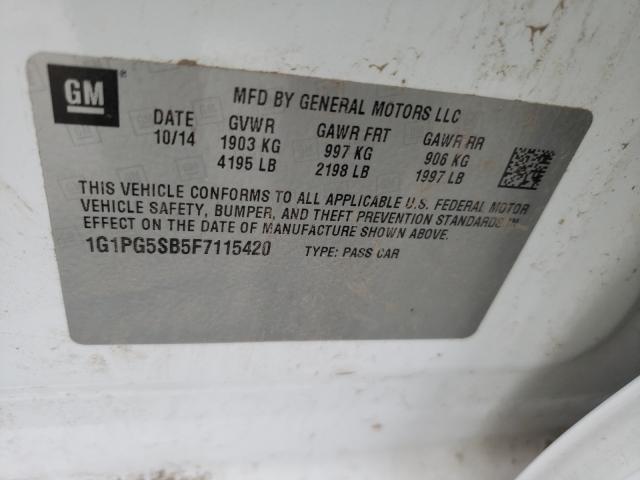 GM®
MFD BY GENERAL MOTORS LLC
DATE GVWR GAWR FRT GAWR RR
10/14 1903 KG 997 KG 906 KG
4195 LB 2198 LB 1997 LB
THIS VEHICLE CONFORMS TO ALL APPLICABLE U.S. FEDERAL MOTOR
VEHICLE SAFETY, BUMPER, AND THEFT PREVENTION STANDARDS IN
EFFECT ON THE DATE OF MANUFACTURE SHOWN ABOVE.
1G1PG5SB5F7115420 TYPE: PASS CAR